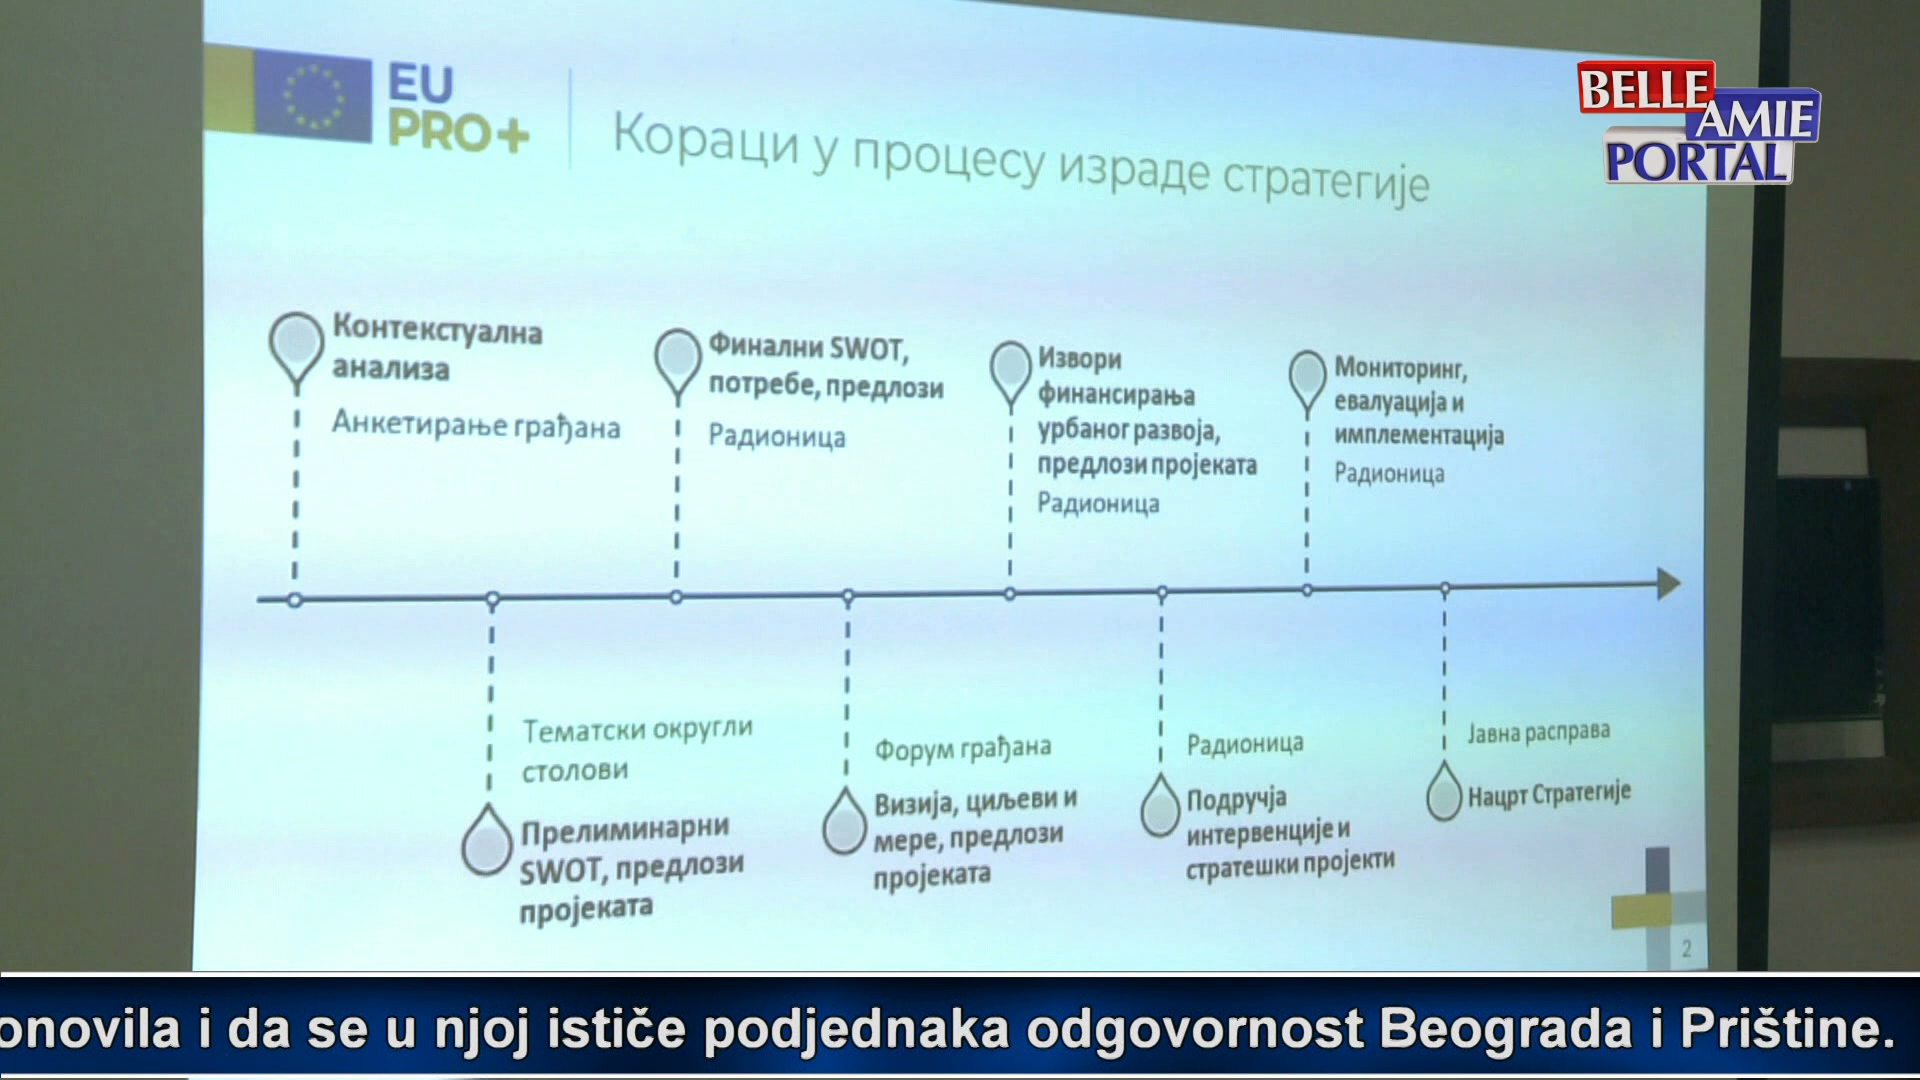 EU
PRO+
Кораци у процесу израде стратегије
BELLE
AMIE
PORTAL
Контекстуална
анализа
Анкетирање грађана
Финални SWOT,
потребе, предлози
Радионица
Извори
финансирања
урбаног развоја,
предлози пројеката
Радионица
Мониторинг,
евалуација и
имплементација
Радионица
Тематски округли
столови
Прелиминарни
SWOT, предлози
пројеката
Форум грађана
Визија, циљеви и
мере, предлози
пројеката
Радионица
Подручја
интервенције и
стратешки пројекти
Јавна расправа
Нацрт Стратегије
2
onovila i da se u njoj ističe podjednaka odgovornost Beograda i Prištine.